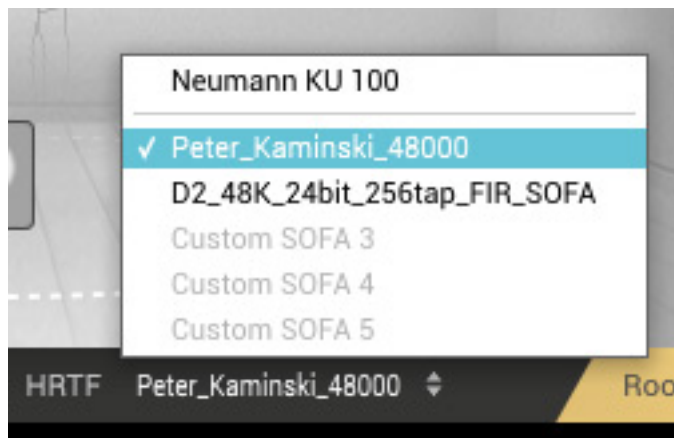 Neumann KU 100
✓ Peter_Kaminski_48000
D2_48K_24bit_256tap_FIR_SOFA
Custom SOFA 3
Custom SOFA 4
Custom SOFA 5
HRTF Peter_Kaminski_48000